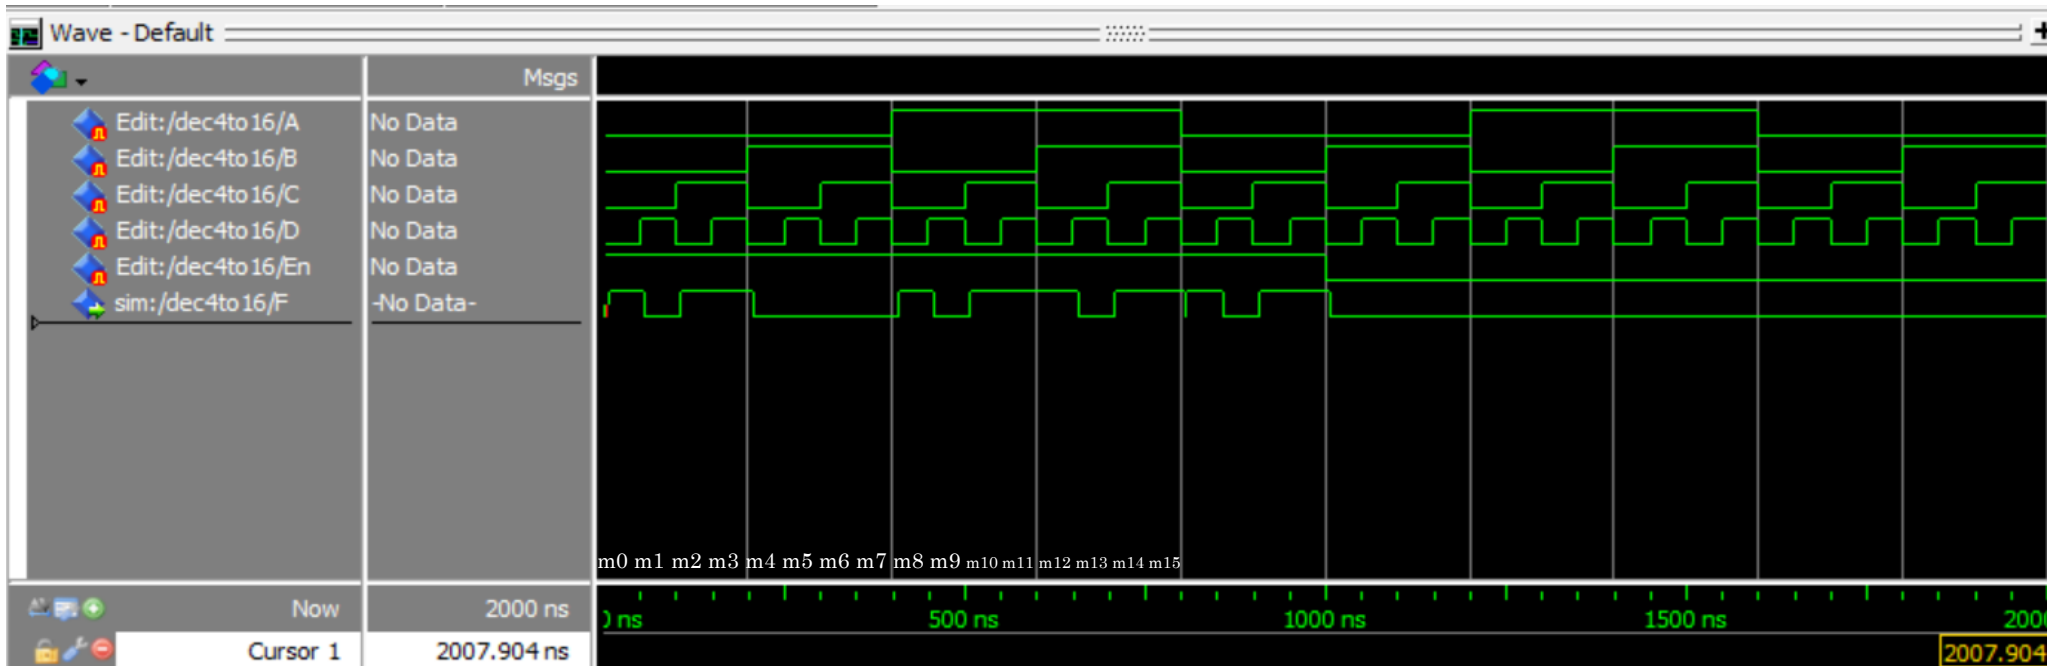 Wave - Default
Msgs
Edit:/dec4to16/A No Data
Edit:/dec4to16/B No Data
Edit:/dec4to16/C No Data
Edit:/dec4to16/D No Data
Edit:/dec4to16/En No Data
sim:/dec4to16/F -No Data-
m0 m1 m2 m3 m4 m5 m6 m7 m8 m9 m10 m11 m12 m13 m14 m15
Now 2000 ns 0 ns 500 ns 1000 ns 1500 ns 200
Cursor 1 2007.904 ns 2007.904